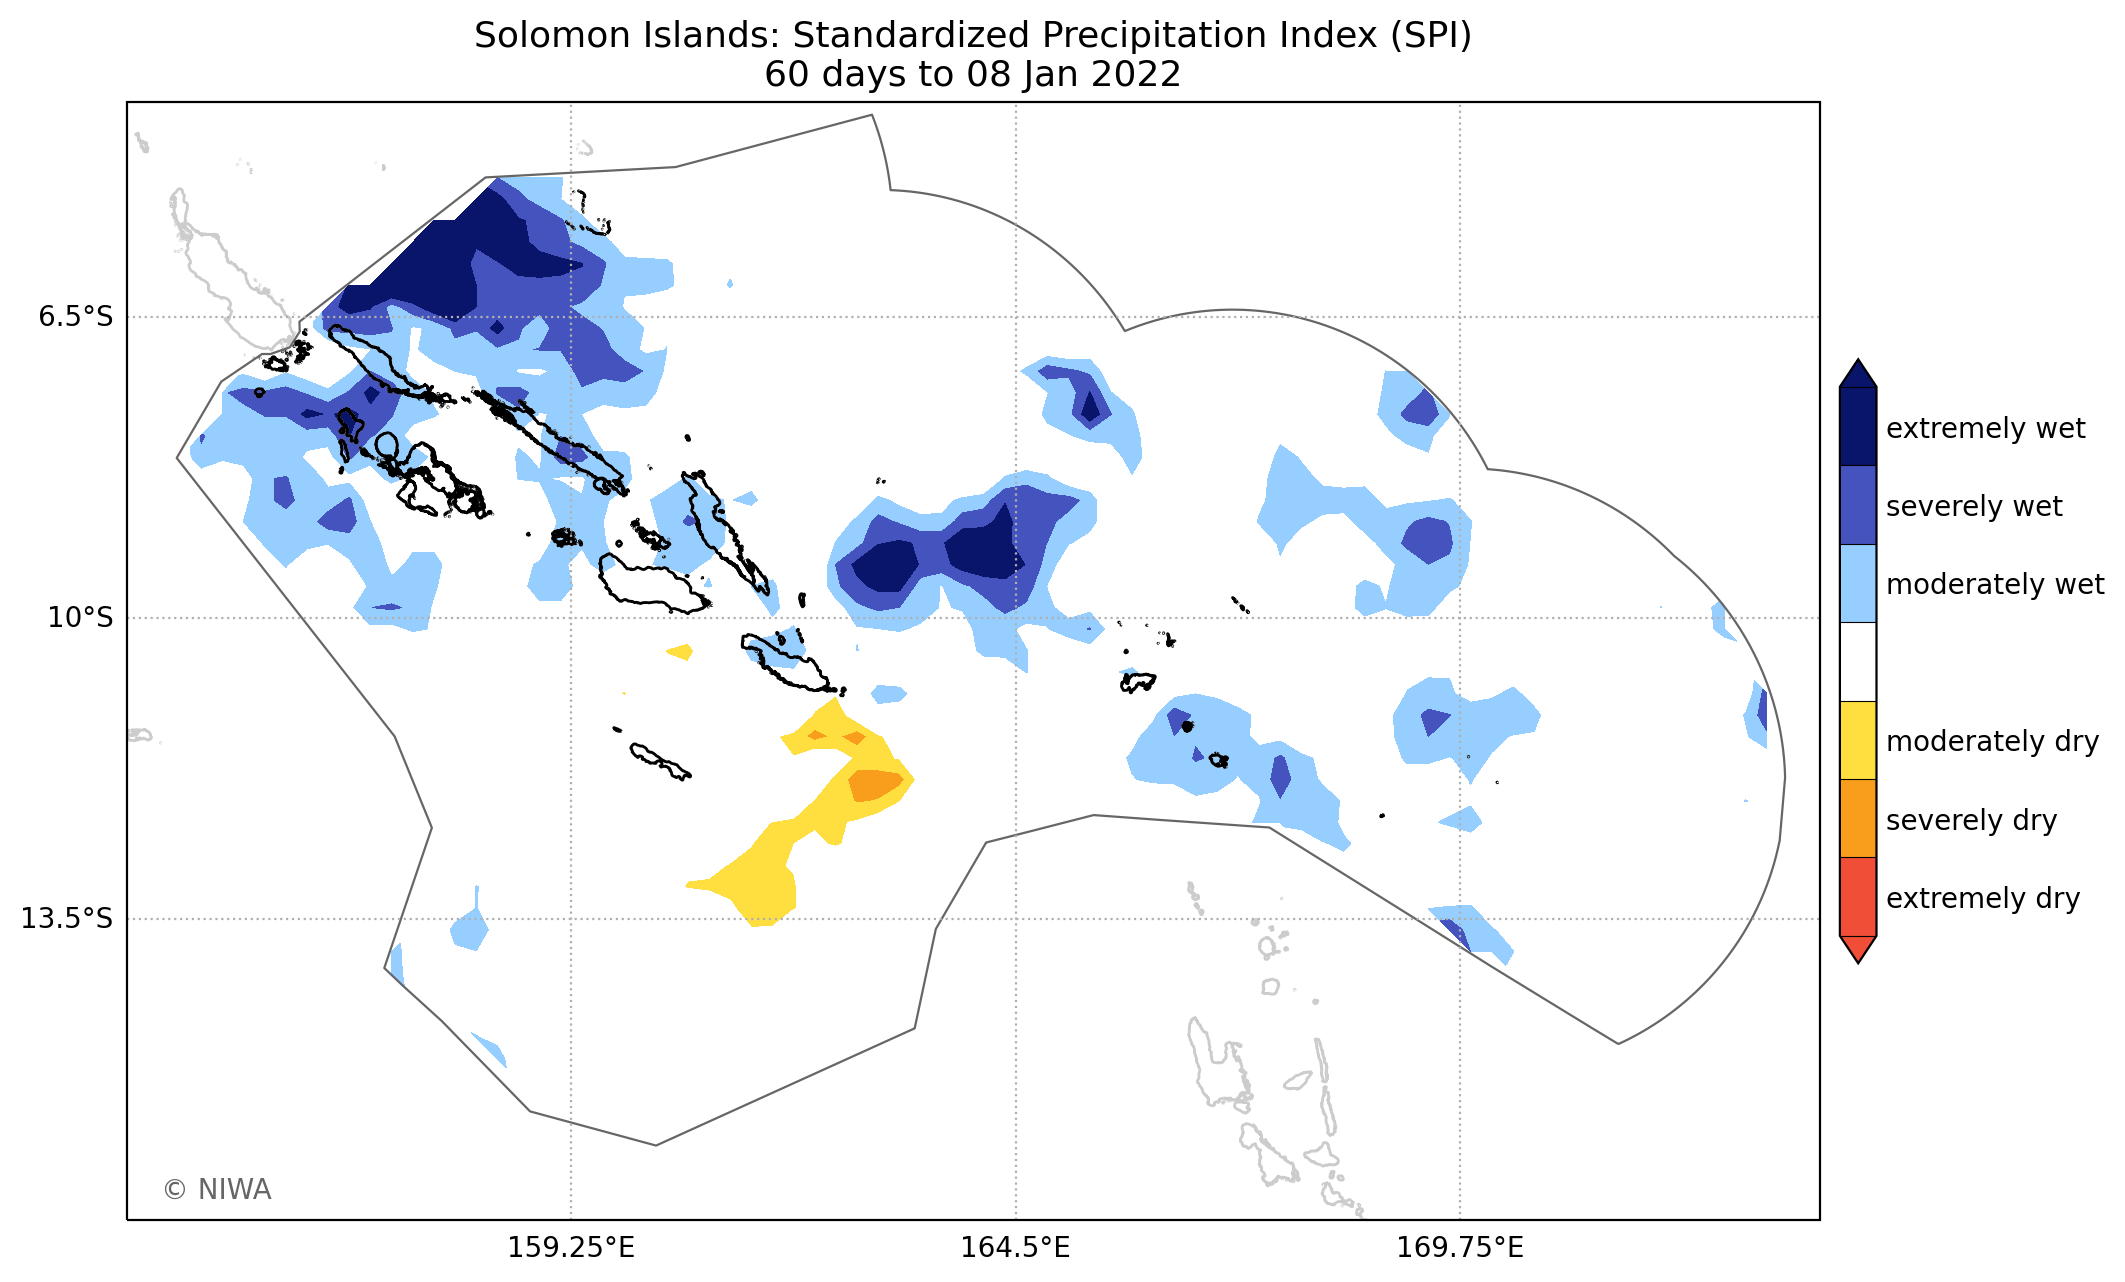 Solomon Islands: Standardized Precipitation Index (SPI)
60 days to 08 Jan 2022
6.5°S
10°S
13.5°S
159.25°E
164.5°E
169.75°E
extremely wet
severely wet
moderately wet
moderately dry
severely dry
extremely dry
© NIWA